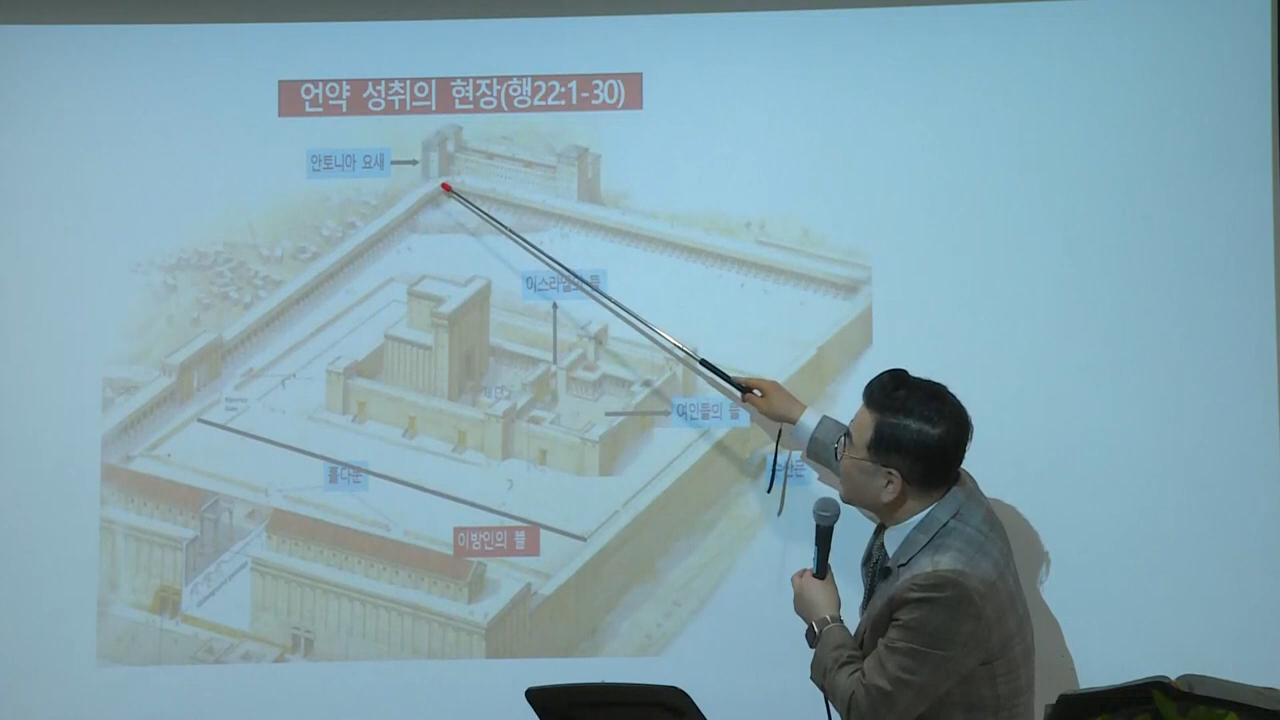 언약 성취의 현장(행22:1-30)
안토니아 요새
이스라엘의 뜰
여인들의 뜰
훌다문
이방인의 뜰